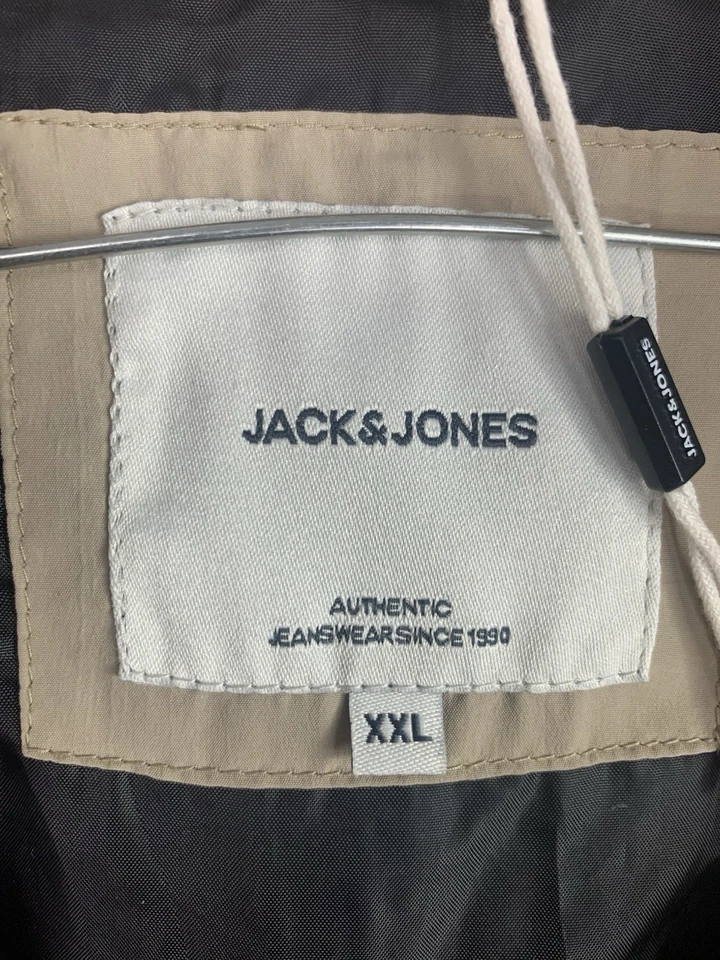 JACK&JONES
JACK&JONES
AUTHENTIC
JEANSWEAR SINCE 1990
XXL